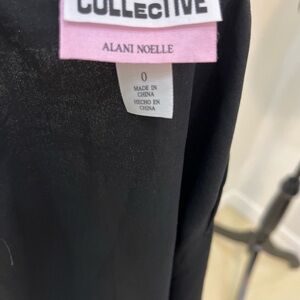 COLLECTIVE
ALANI NOELLE
0
MADE IN
CHINA
HECHO EN
CHINA